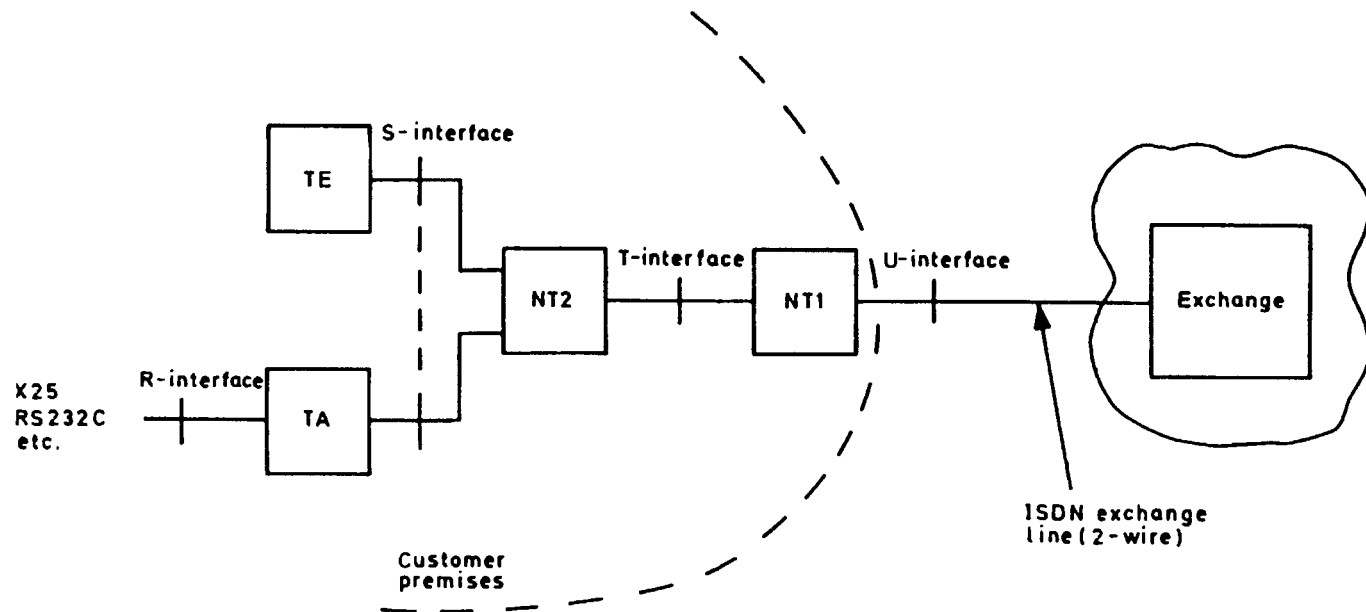 S-interface
TE
T-interface
U-interface
NT2
NT1
Exchange
X25
RS232C
etc.
R-interface
TA
ISDN exchange
line(2-wire)
Customer
premises